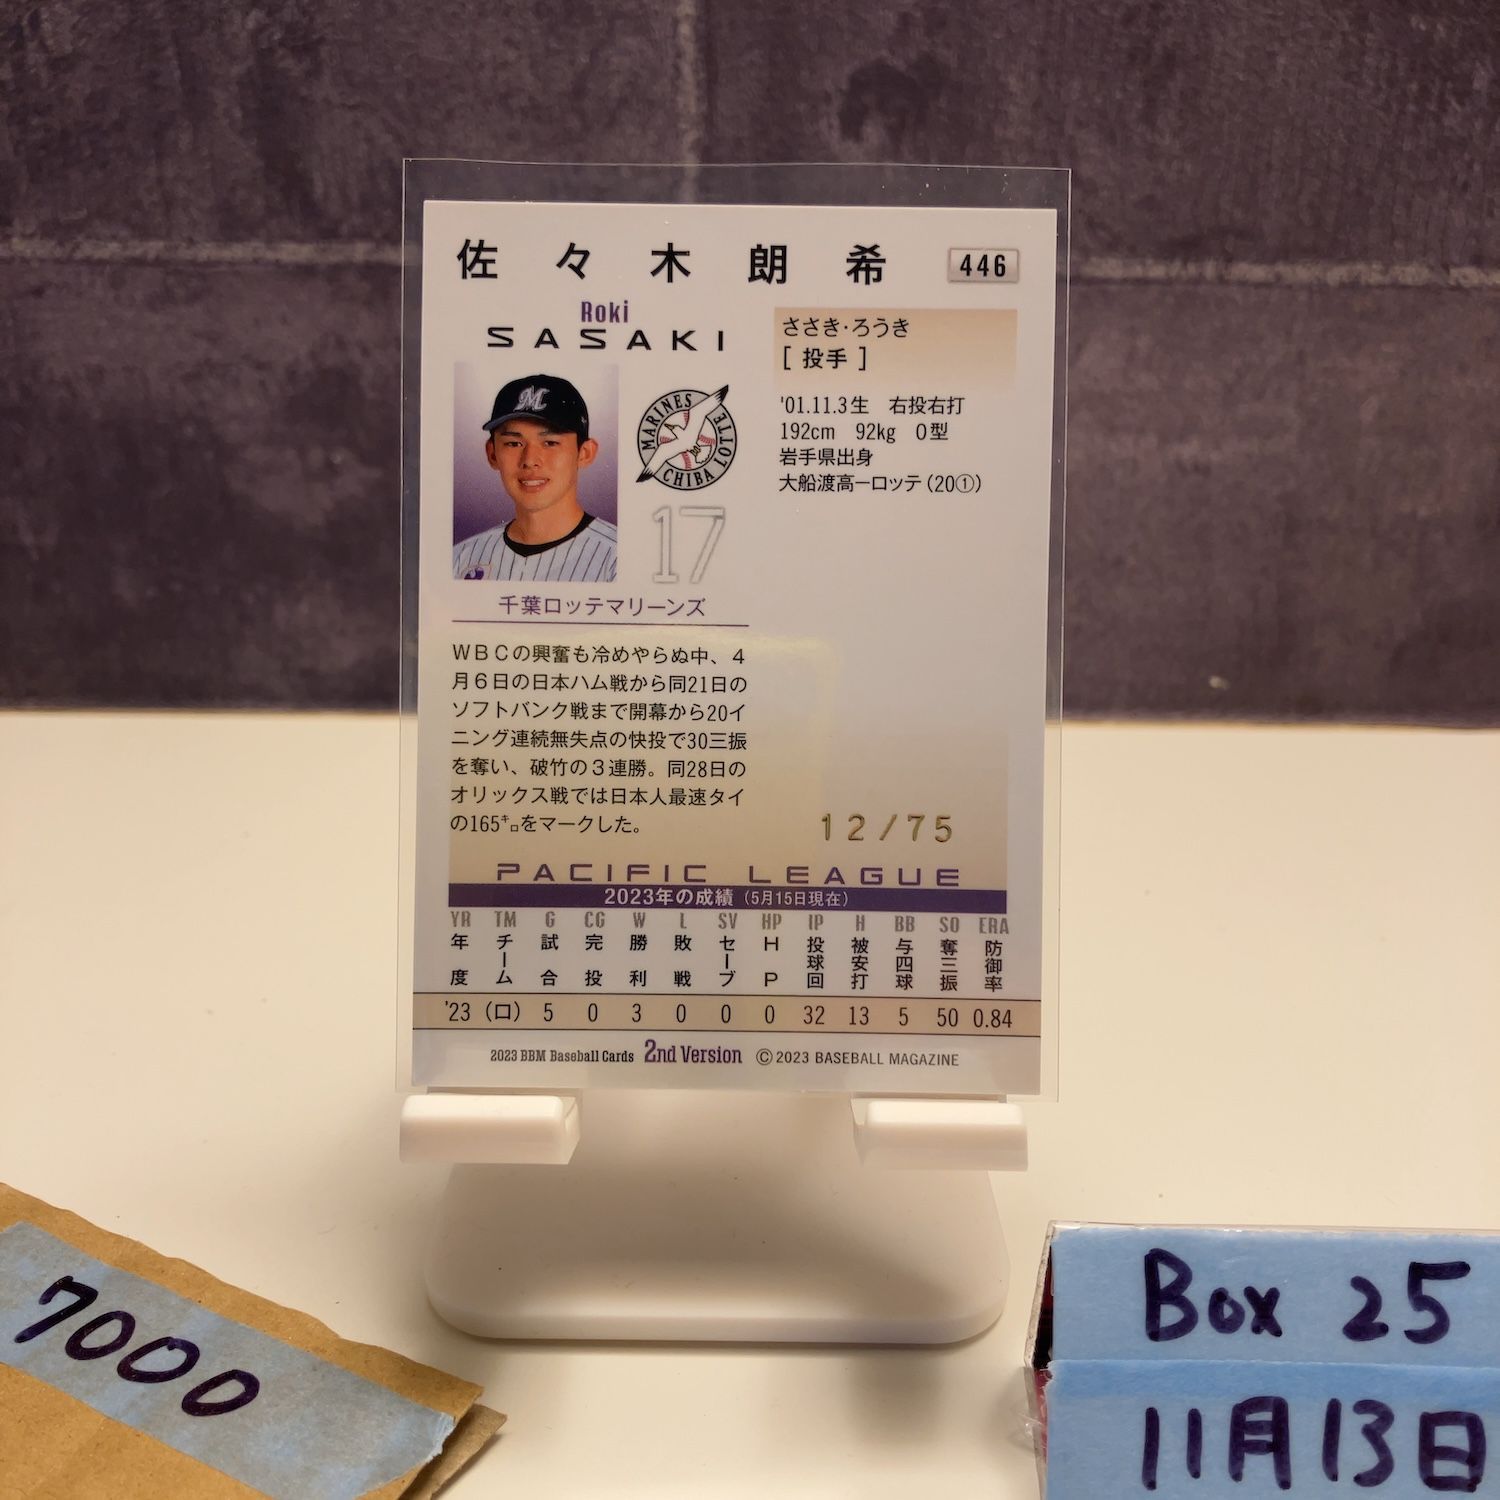 佐々木朗希
446
Roki
SASAKI
ささき・ろうき
[投手]
'01.11.3生 右投右打
192cm 92kg O型
岩手県出身
大船渡高ーロッテ(20①)
M
MARINES
CHIBA LOTTE
17
千葉ロッテマリーンズ
WBCの興奮も冷めやらぬ中、4
月6日の日本ハム戦から同21日の
ソフトバンク戦まで開幕から20イ
ニング連続無失点の快投で30三振
を奪い、破竹の3連勝。同28日の
オリックス戦では日本人最速タイ
の165㌔をマークした。
12/75
PACIFIC LEAGUE
2023年の成績(5月15日現在)
YR TM G CG W L SV HP IP H BB SO ERA
年度 チーム 試合 完投 勝利 敗戦 セーブ HP 投球回 被安打 与四球 奪三振 防御率
'23 (ロ) 5 0 3 0 0 0 32 13 5 50 0.84
2023 BBM Baseball Cards 2nd Version ©2023 BASEBALL MAGAZINE
7000
Box 25
11月13日